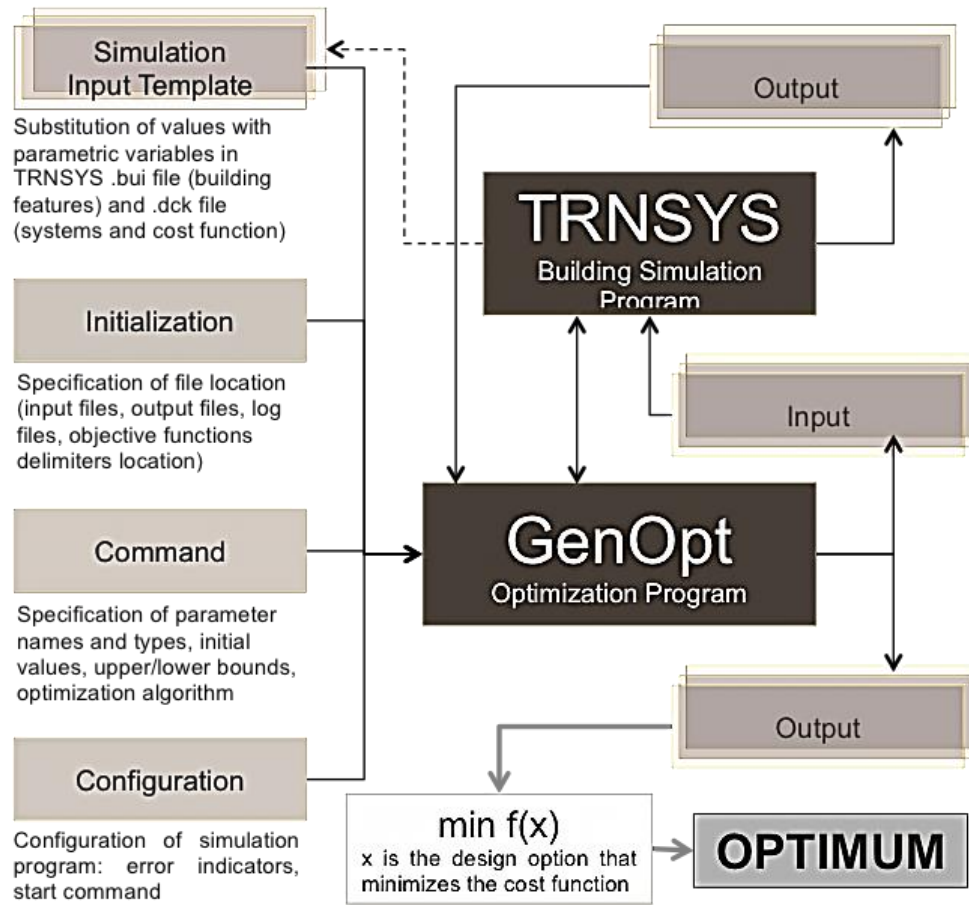 Simulation
Input Template
Substitution of values with
parametric variables in
TRNSYS .bui file (building
features) and .dck file
(systems and cost function)
Initialization
Specification of file location
(input files, output files, log
files, objective functions
delimiters location)
Command
Specification of parameter
names and types, initial
values, upper/lower bounds,
optimization algorithm
Configuration
Configuration of simulation
program: error indicators,
start command
Output
TRNSYS
Building Simulation
Program
Input
GenOpt
Optimization Program
Output
min f(x)
x is the design option that
minimizes the cost function
OPTIMUM